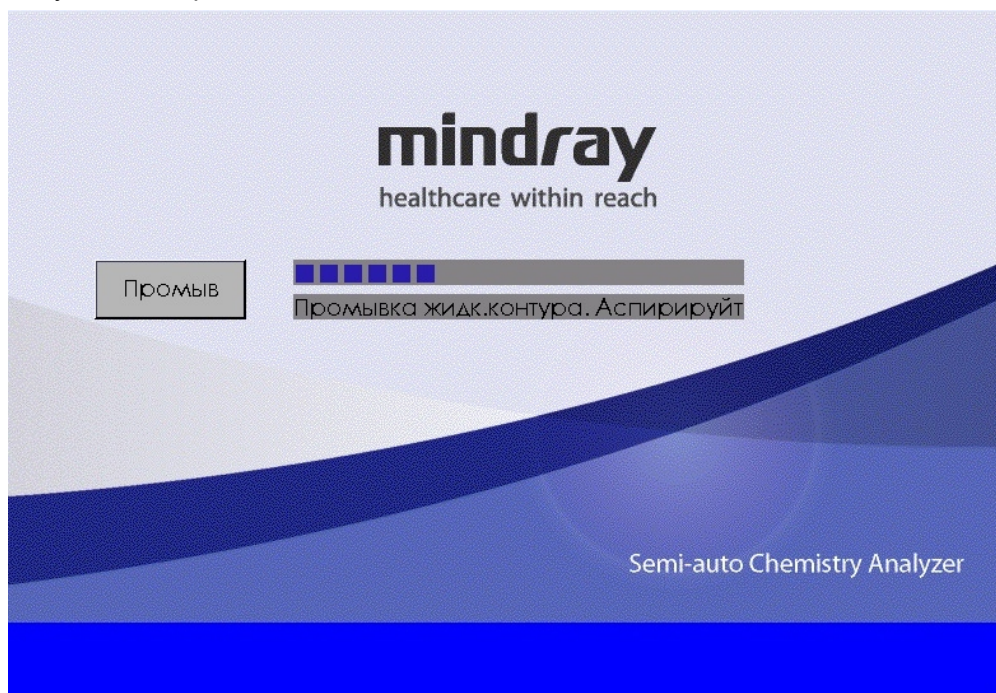 mindray
healthcare within reach
Промыв
Промывка жидк.контура. Аспирируйт
Semi-auto Chemistry Analyzer